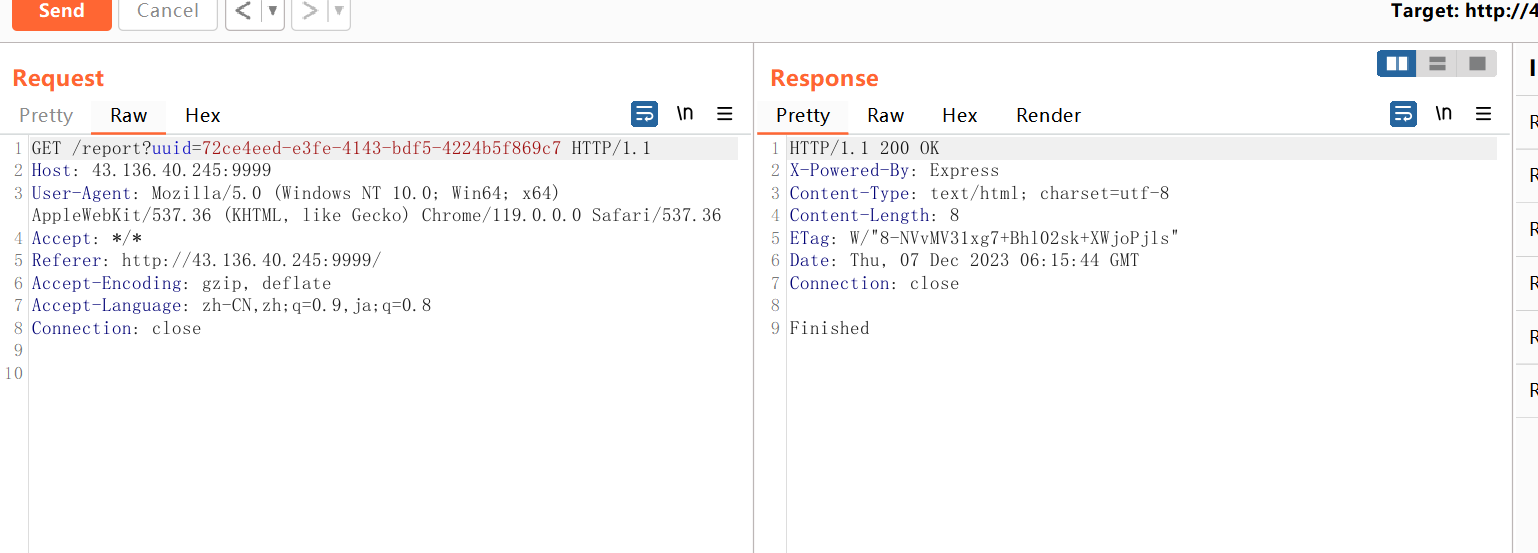 Send Cancel < ▼ > ▼ Target: http://4
Request
Pretty Raw Hex \n
1 GET /report?uuid=72ce4eed-e3fe-4143-bdf5-4224b5f869c7 HTTP/1.1
2 Host: 43.136.40.245:9999
3 User-Agent: Mozilla/5.0 (Windows NT 10.0; Win64; x64)
AppleWebKit/537.36 (KHTML, like Gecko) Chrome/119.0.0.0 Safari/537.36
4 Accept: */*
5 Referer: http://43.136.40.245:9999/
6 Accept-Encoding: gzip, deflate
7 Accept-Language: zh-CN,zh;q=0.9,ja;q=0.8
8 Connection: close
9
10
Response
Pretty Raw Hex Render \n
1 HTTP/1.1 200 OK
2 X-Powered-By: Express
3 Content-Type: text/html; charset=utf-8
4 Content-Length: 8
5 ETag: W/"8-NVvMV31xg7+Bhl02sk+XWjoPjls"
6 Date: Thu, 07 Dec 2023 06:15:44 GMT
7 Connection: close
8
9 Finished